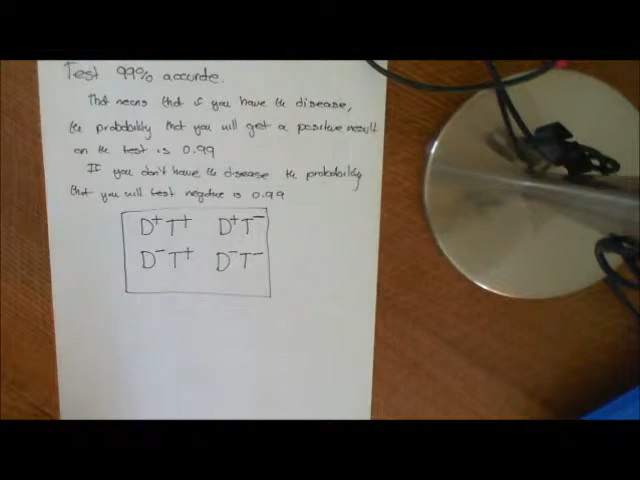 Test 99% accurate.
That means that if you have the disease,
the probability that you will get a positive result
on the test is 0.99
If you don't have the disease the probability
that you will test negative is 0.99
D⁺T⁺ D⁺T⁻
D⁻T⁺ D⁻T⁻